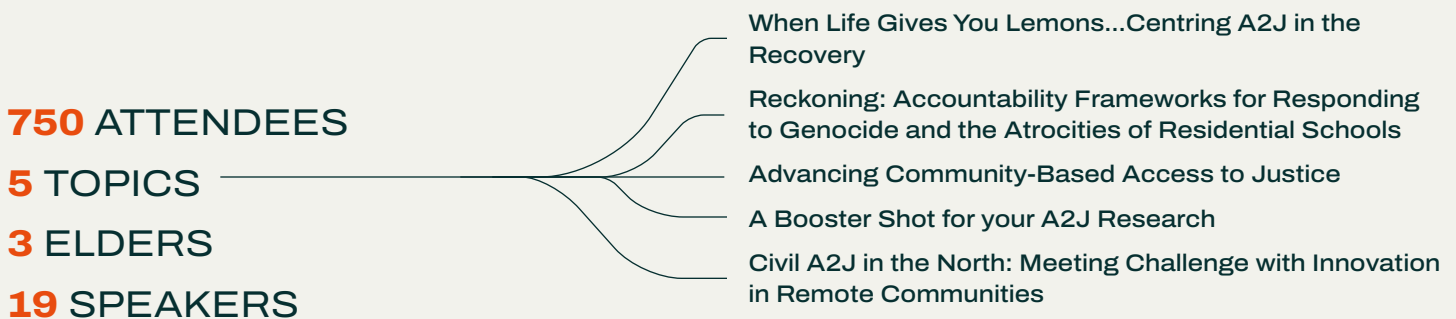 750 ATTENDEES
5 TOPICS
3 ELDERS
19 SPEAKERS
When Life Gives You Lemons...Centring A2J in the
Recovery
Reckoning: Accountability Frameworks for Responding
to Genocide and the Atrocities of Residential Schools
Advancing Community-Based Access to Justice
A Booster Shot for your A2J Research
Civil A2J in the North: Meeting Challenge with Innovation
in Remote Communities